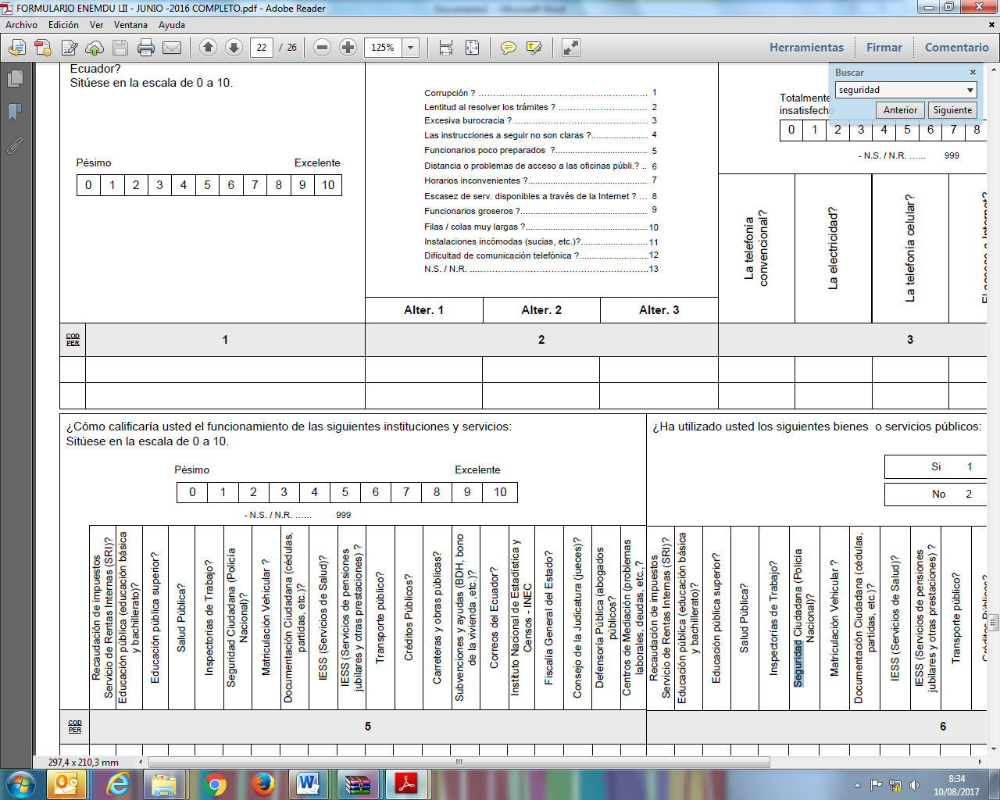 FORMULARIO ENEMDU LII - JUNIO -2016 COMPLETO.pdf - Adobe Reader
Archivo Edición Ver Ventana Ayuda
22 / 26
125%
Herramientas Firmar Comentario
Buscar
seguridad
Anterior Siguiente
Ecuador?
Sitúese en la escala de 0 a 10.
Pésimo Excelente
0 1 2 3 4 5 6 7 8 9 10
Corrupción ? ………………………………………………… 1
Lentitud al resolver los trámites ? ………………………… 2
Excesiva burocracia ? ……………………………………… 3
Las instrucciones a seguir no son claras ?....................... 4
Funcionarios poco preparados ?..................................... 5
Distancia o problemas de acceso a las oficinas públi.? .. 6
Horarios inconvenientes ?................................................ 7
Escasez de serv. disponibles a través de la Internet ? … 8
Funcionarios groseros ?................................................... 9
Filas / colas muy largas ?................................................. 10
Instalaciones incómodas (sucias, etc.)?........................... 11
Dificultad de comunicación telefónica ?............................ 12
N.S. / N.R. ………………………………………………….. 13
Alter. 1 Alter. 2 Alter. 3
Totalmente
insatisfecho
0 1 2 3 4 5 6 7 8
- N.S. / N.R. …... 999
La telefonía
convencional?
La electricidad?
La telefonía celular?
COD
PER
1 2 3
¿Cómo calificaría usted el funcionamiento de las siguientes instituciones y servicios:
Sitúese en la escala de 0 a 10.
Pésimo Excelente
0 1 2 3 4 5 6 7 8 9 10
- N.S. / N.R. …... 999
Recaudación de impuestos
Servicio de Rentas Internas (SRI)?
Educación pública (educación básica
y bachillerato)?
Educación pública superior?
Salud Pública?
Inspectorías de Trabajo?
Seguridad Ciudadana (Policía
Nacional)?
Matriculación Vehicular ?
Documentación Ciudadana (cédulas,
partidas, etc.)?
IESS (Servicios de Salud)?
IESS (Servicios de pensiones
jubilares y otras prestaciones) ?
Transporte público?
Créditos Públicos?
Carreteras y obras públicas?
Subvenciones y ayudas (BDH, bono
de la vivienda ,etc.)?
Correos del Ecuador?
Instituto Nacional de Estadística y
Censos - INEC
Fiscalía General del Estado?
Consejo de la Judicatura (jueces)?
Defensoría Pública (abogados
públicos?
Centros de Mediación (problemas
laborales, deudas, etc.,?
¿Ha utilizado usted los siguientes bienes o servicios públicos:
Si 1
No 2
Recaudación de impuestos
Servicio de Rentas Internas (SRI)?
Educación pública (educación básica
y bachillerato)?
Educación pública superior?
Salud Pública?
Inspectorías de Trabajo?
Seguridad Ciudadana (Policía
Nacional)?
Matriculación Vehicular ?
Documentación Ciudadana (cédulas,
partidas, etc.)?
IESS (Servicios de Salud)?
IESS (Servicios de pensiones
jubilares y otras prestaciones) ?
Transporte público?
COD
PER
5 6
297,4 x 210,3 mm
8:34
10/08/2017